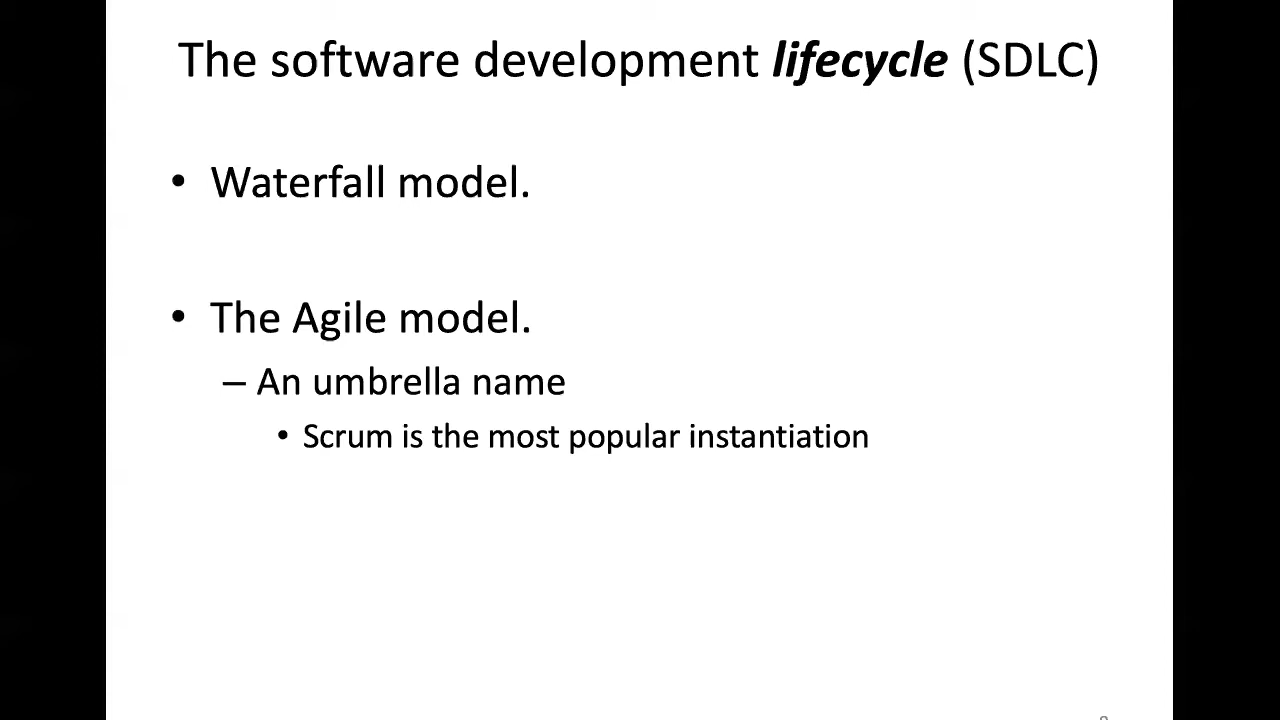 The software development lifecycle (SDLC)
• Waterfall model.
• The Agile model.
– An umbrella name
• Scrum is the most popular instantiation